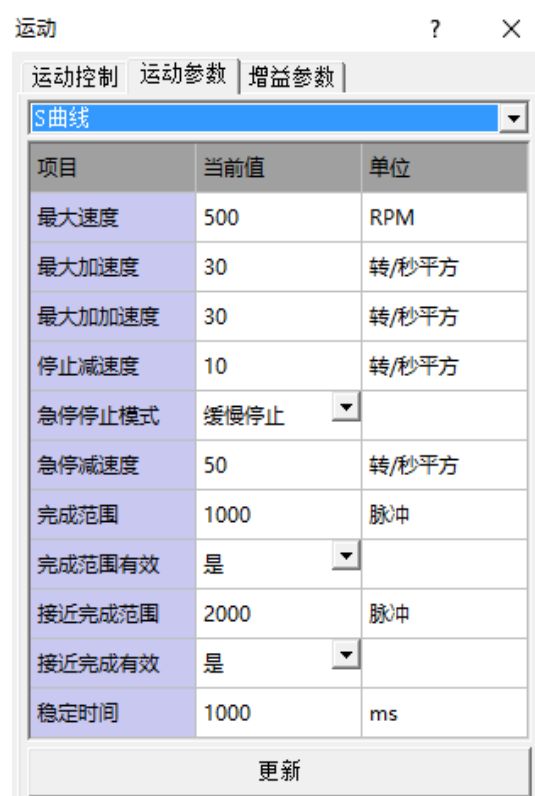 运动 ? ×
运动控制 运动参数 增益参数
S曲线
项目 当前值 单位
最大速度 500 RPM
最大加速度 30 转/秒平方
最大加加速度 30 转/秒平方
停止减速度 10 转/秒平方
急停停止模式 缓慢停止
急停减速度 50 转/秒平方
完成范围 1000 脉冲
完成范围有效 是
接近完成范围 2000 脉冲
接近完成有效 是
稳定时间 1000 ms
更新